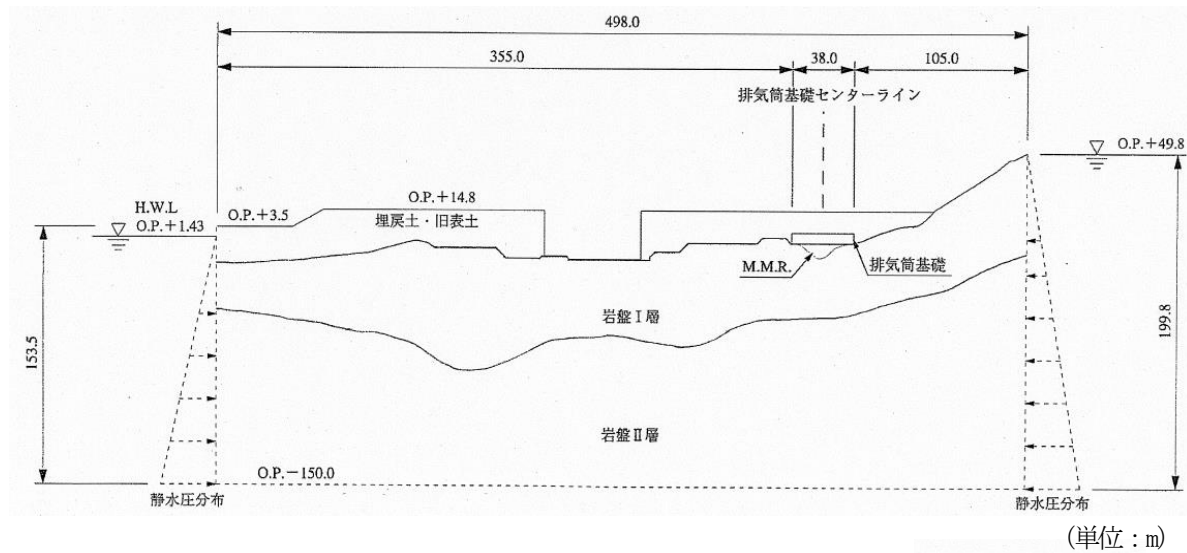 498.0
355.0
38.0
105.0
排気筒基礎センターライン
O.P.+49.8
H.W.L
O.P.+1.43
O.P.+3.5
O.P.+14.8
埋戻土・旧表土
M.M.R.
排気筒基礎
岩盤Ⅰ層
153.5
199.8
岩盤Ⅱ層
O.P.-150.0
静水圧分布
静水圧分布
(単位:m)